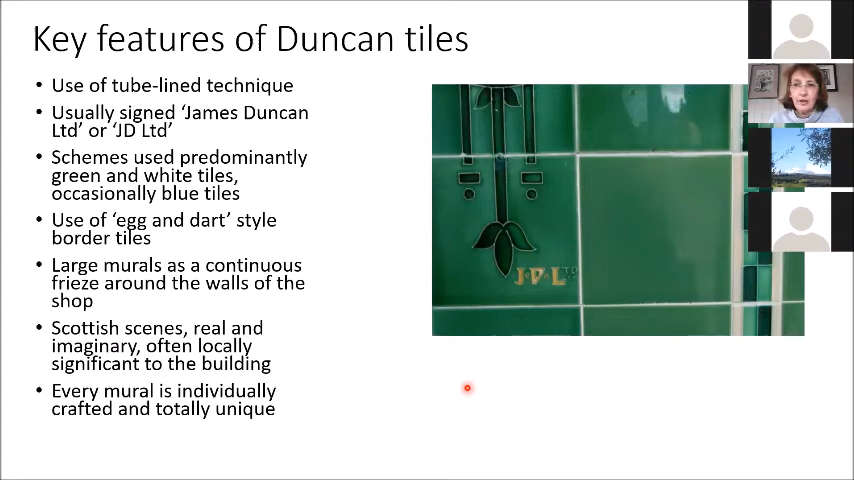 Key features of Duncan tiles
• Use of tube-lined technique
• Usually signed ‘James Duncan
Ltd’ or ‘JD Ltd’
• Schemes used predominantly
green and white tiles,
occasionally blue tiles
• Use of ‘egg and dart’ style
border tiles
• Large murals as a continuous
frieze around the walls of the
shop
• Scottish scenes, real and
imaginary, often locally
significant to the building
• Every mural is individually
crafted and totally unique
J·D·LTD